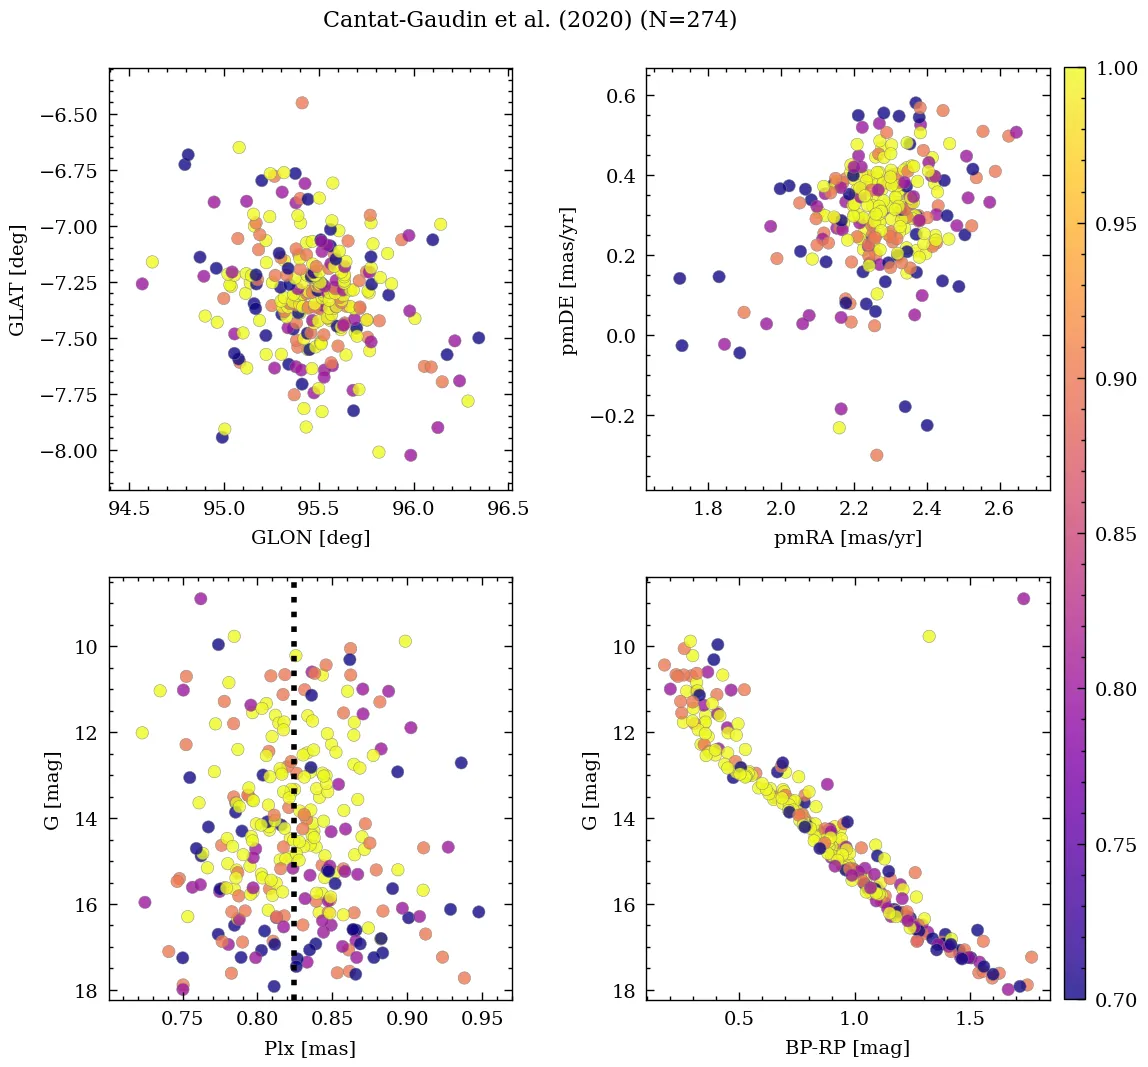 Cantat-Gaudin et al. (2020) (N=274)
−6.50
−6.75
−7.00
−7.25
−7.50
−7.75
−8.00
GLAT [deg]
94.5 95.0 95.5 96.0 96.5
GLON [deg]
0.6
0.4
0.2
0.0
−0.2
pmDE [mas/yr]
1.8 2.0 2.2 2.4 2.6
pmRA [mas/yr]
10
12
14
16
18
G [mag]
0.75 0.80 0.85 0.90 0.95
Plx [mas]
10
12
14
16
18
G [mag]
0.5 1.0 1.5
BP-RP [mag]
1.00
0.95
0.90
0.85
0.80
0.75
0.70